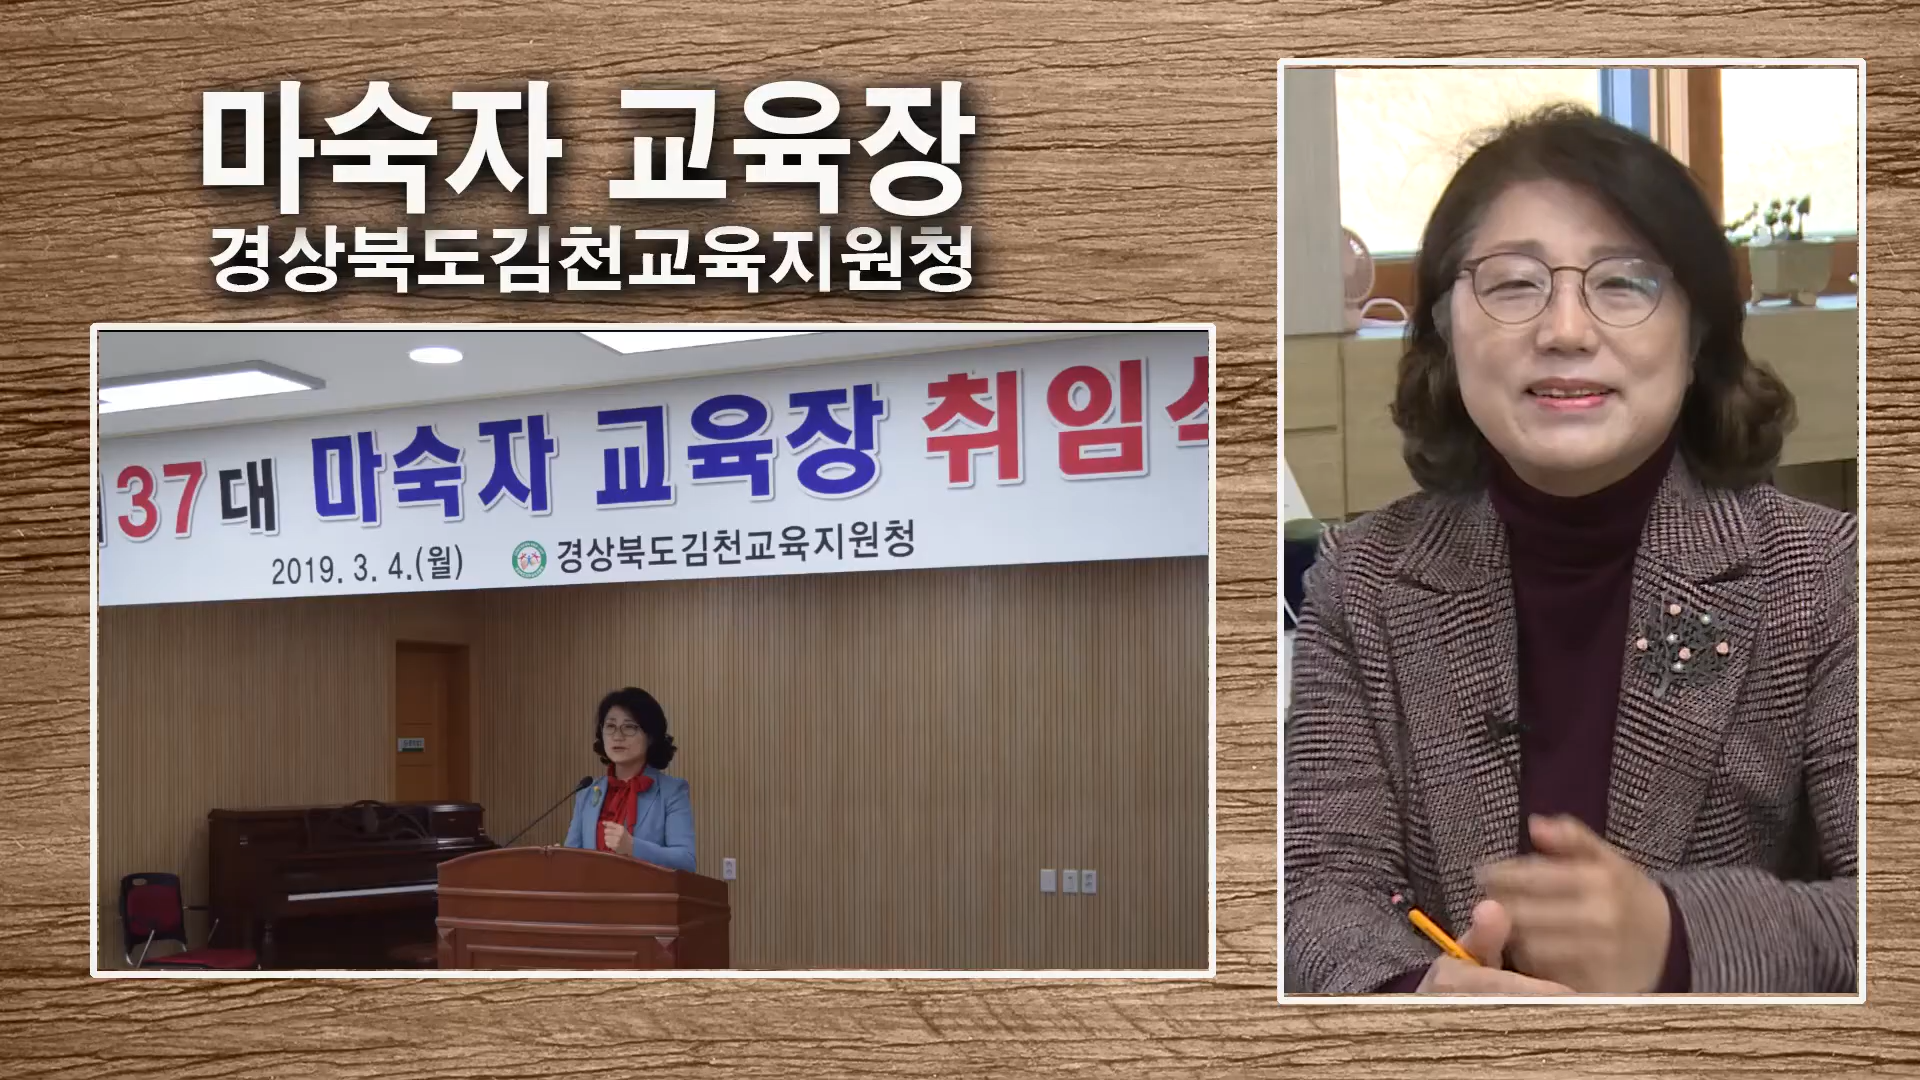 마숙자 교육장
경상북도김천교육지원청
37대 마숙자 교육장 취임
2019. 3. 4.(월) 경상북도김천교육지원청